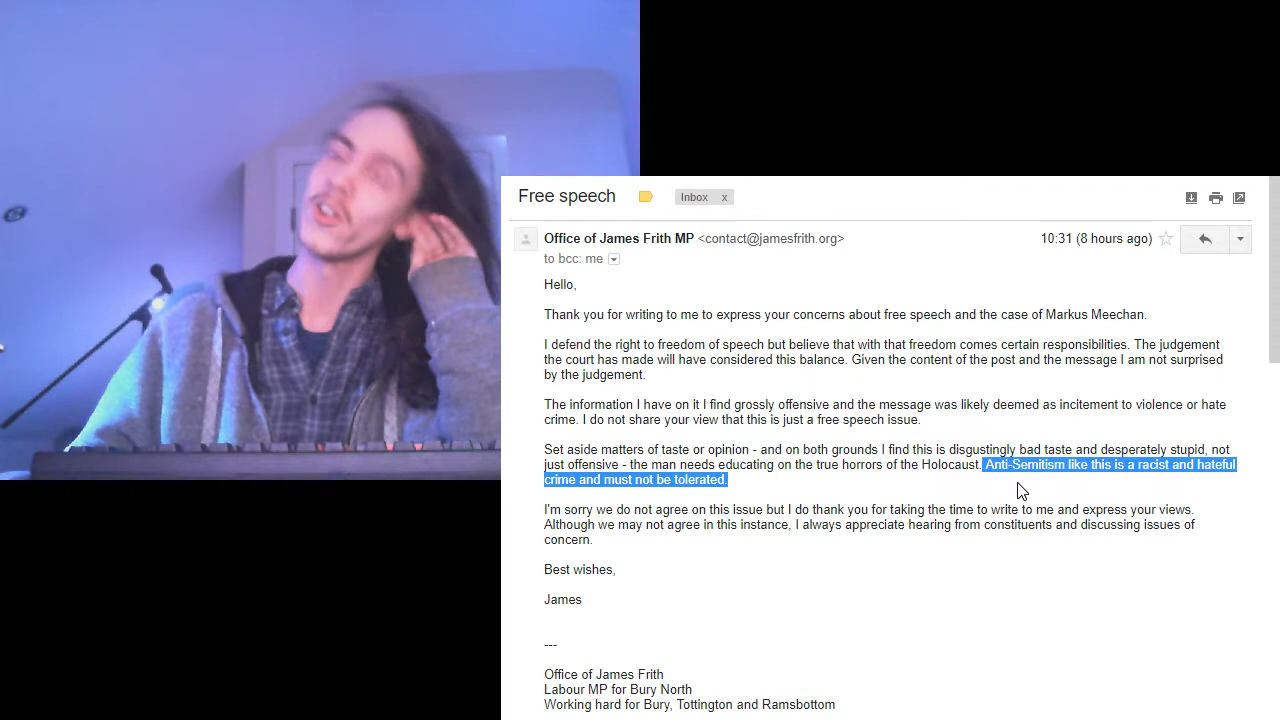 Free speech
Inbox x
Office of James Frith MP <contact@jamesfrith.org>
10:31 (8 hours ago)
to bcc: me
Hello,
Thank you for writing to me to express your concerns about free speech and the case of Markus Meechan.
I defend the right to freedom of speech but believe that with that freedom comes certain responsibilities. The judgement
the court has made will have considered this balance. Given the content of the post and the message I am not surprised
by the judgement.
The information I have on it I find grossly offensive and the message was likely deemed as incitement to violence or hate
crime. I do not share your view that this is just a free speech issue.
Set aside matters of taste or opinion - and on both grounds I find this is disgustingly bad taste and desperately stupid, not
just offensive - the man needs educating on the true horrors of the Holocaust. Anti-Semitism like this is a racist and hateful
crime and must not be tolerated.
I'm sorry we do not agree on this issue but I do thank you for taking the time to write to me and express your views.
Although we may not agree in this instance, I always appreciate hearing from constituents and discussing issues of
concern.
Best wishes,
James
---
Office of James Frith
Labour MP for Bury North
Working hard for Bury, Tottington and Ramsbottom